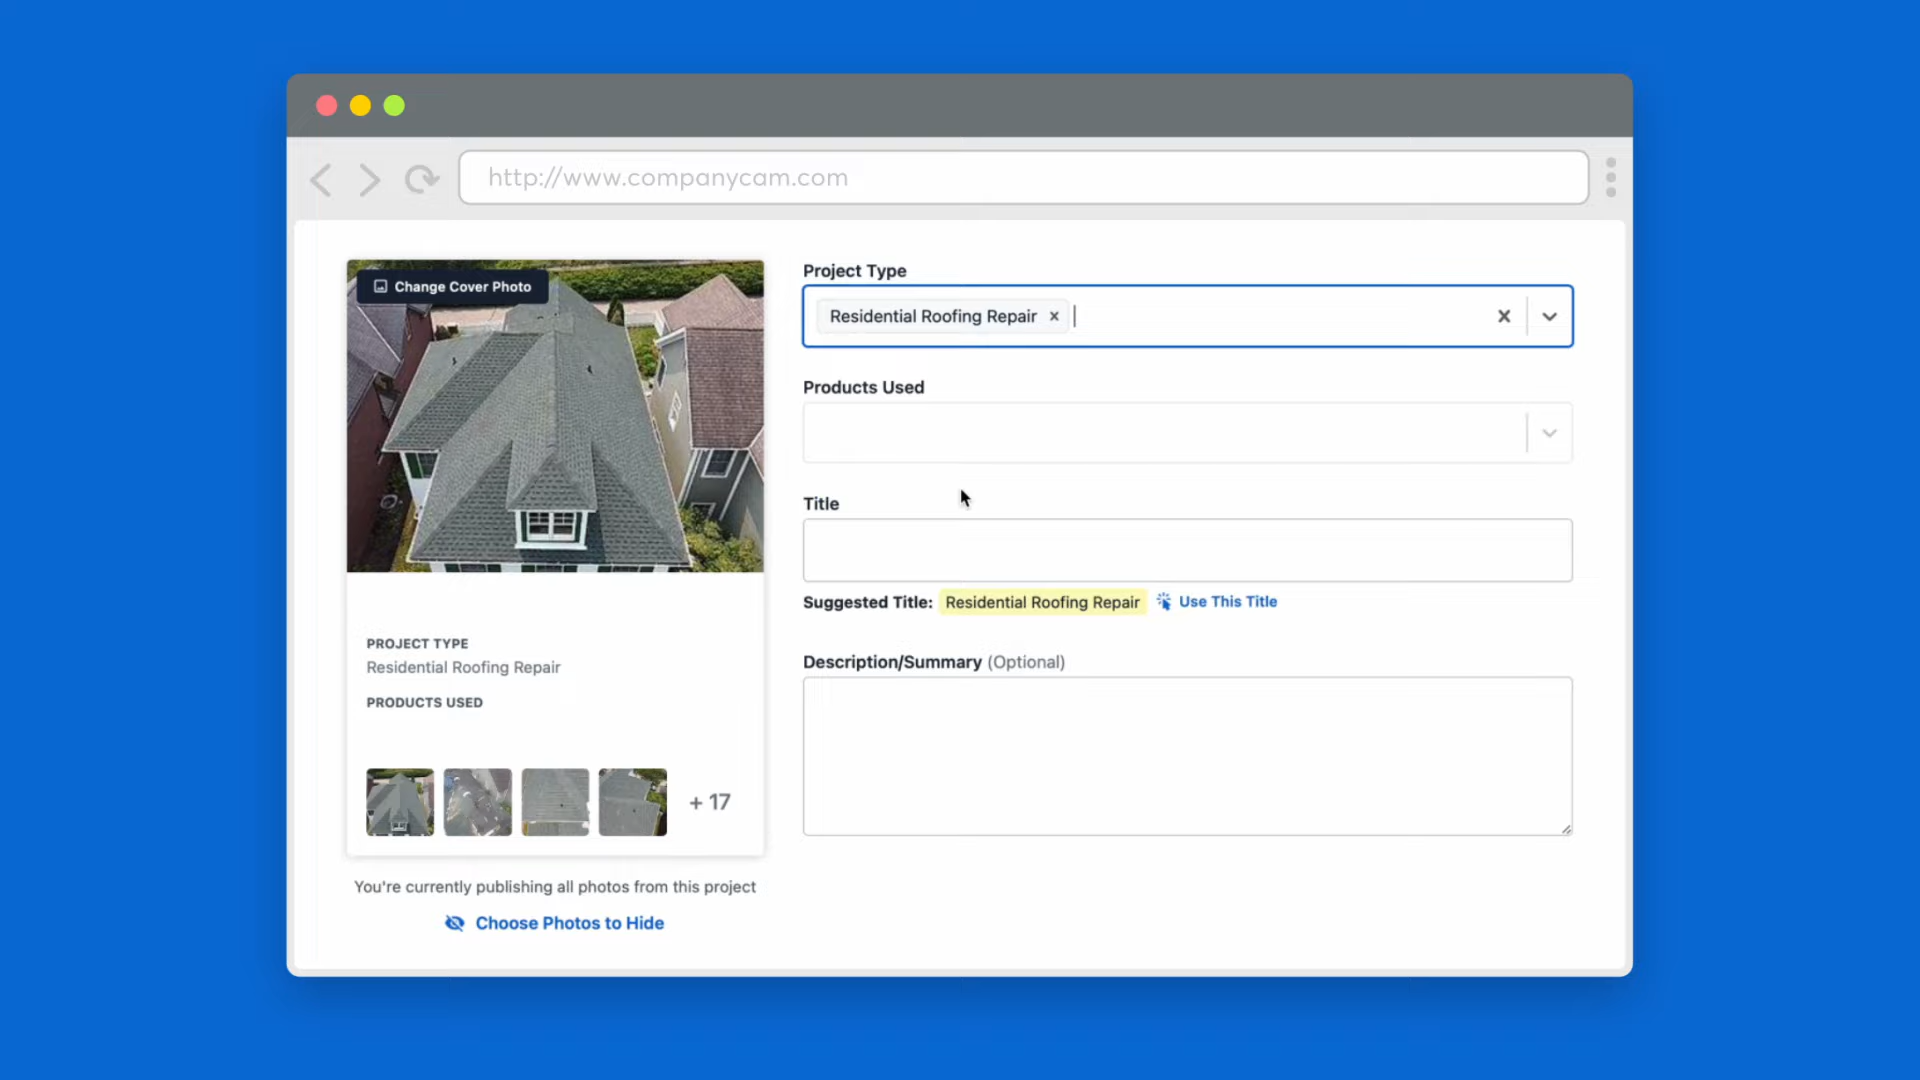 http://www.companycam.com
Change Cover Photo
PROJECT TYPE
Residential Roofing Repair
PRODUCTS USED
+ 17
You're currently publishing all photos from this project
Choose Photos to Hide
Project Type
Residential Roofing Repair
Products Used
Title
Suggested Title: Residential Roofing Repair Use This Title
Description/Summary (Optional)